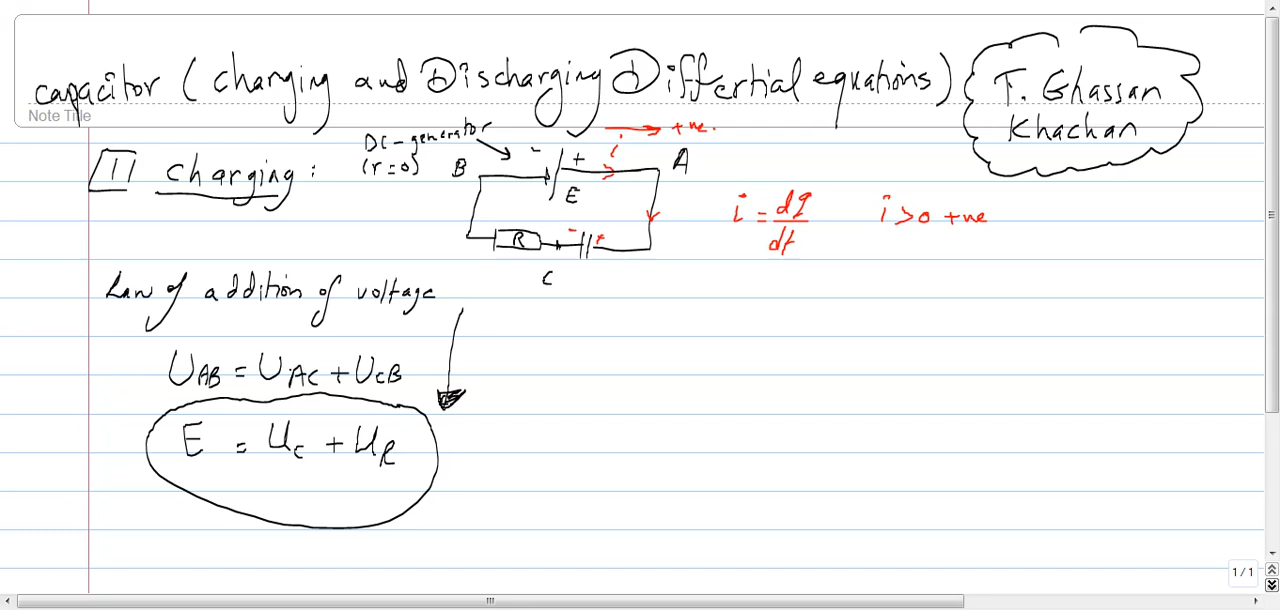 capacitor ( Charging and Discharging Differtial equations )
T. Ghassan
Khachan
Note Title
1 charging :
DC-generator
(r=0)
B
- +
E
i
+ve.
A
R
- +
C
i = dq/dt
i > 0 +ve
Law of addition of voltage
U_AB = U_AC + U_CB
E = U_C + U_R
1 / 1